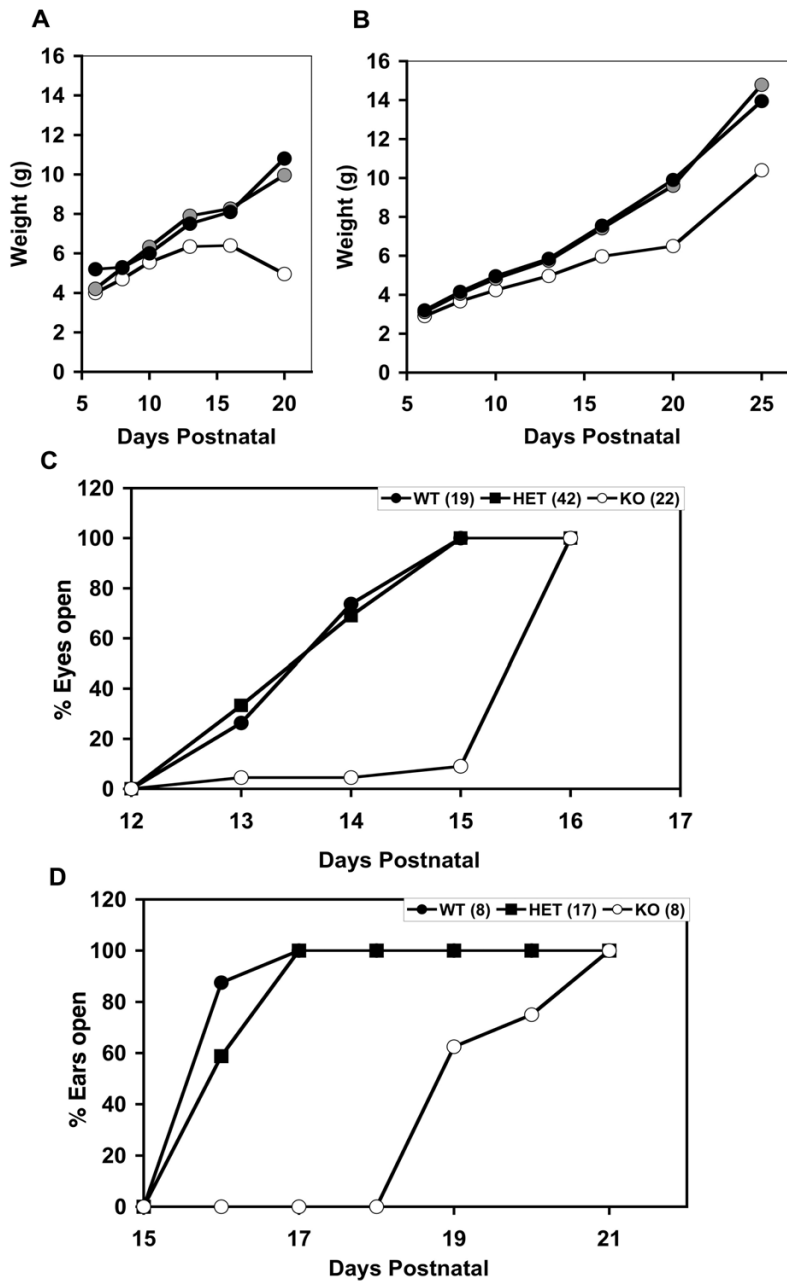 A
16
14
12
10
8
6
4
2
0
Weight (g)
5 10 15 20
Days Postnatal
B
16
14
12
10
8
6
4
2
0
Weight (g)
5 10 15 20 25
Days Postnatal
C
WT (19) HET (42) KO (22)
120
100
80
60
40
20
0
% Eyes open
12 13 14 15 16 17
Days Postnatal
D
WT (8) HET (17) KO (8)
120
100
80
60
40
20
0
% Ears open
15 17 19 21
Days Postnatal